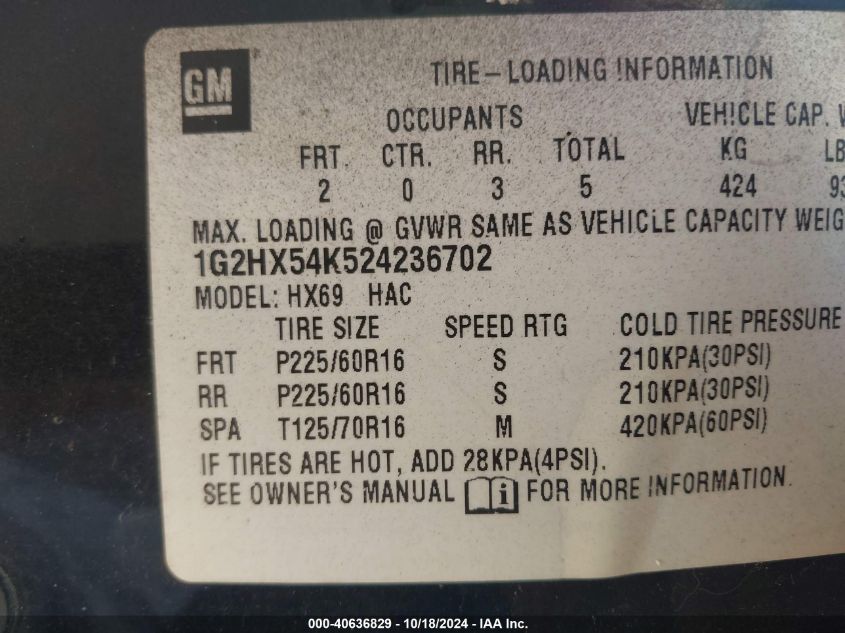 GM
TIRE-LOADING INFORMATION
OCCUPANTS VEHICLE CAP.
FRT. CTR. RR. TOTAL KG
2 0 3 5 424
MAX. LOADING @ GVWR SAME AS VEHICLE CAPACITY
1G2HX54K524236702
MODEL: HX69 HAC
TIRE SIZE SPEED RTG COLD TIRE PRESSURE
FRT P225/60R16 S 210KPA(30PSI)
RR P225/60R16 S 210KPA(30PSI)
SPA T125/70R16 M 420KPA(60PSI)
IF TIRES ARE HOT, ADD 28KPA(4PSI).
SEE OWNER'S MANUAL i FOR MORE INFORMATION.
000-40636829 - 10/18/2024 - IAA Inc.